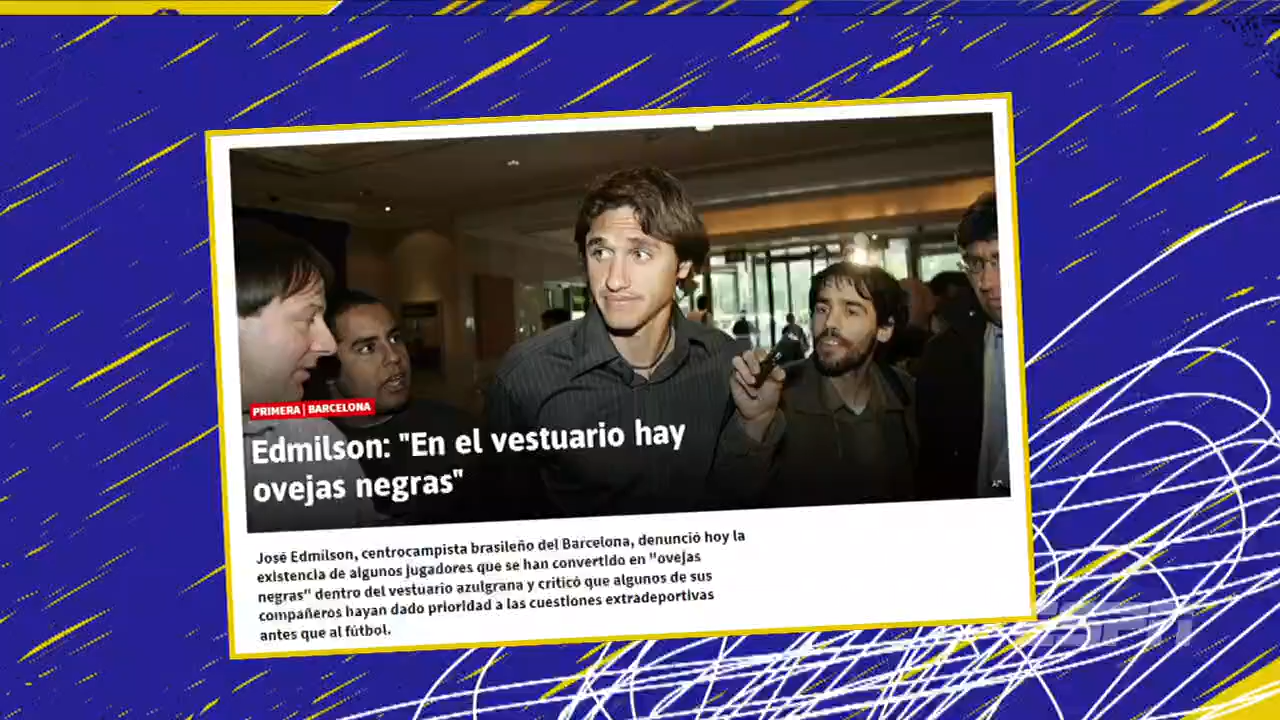 PRIMERA | BARCELONA
Edmilson: "En el vestuario hay
ovejas negras"
José Edmilson, centrocampista brasileño del Barcelona, denunció hoy la
existencia de algunos jugadores que se han convertido en "ovejas
negras" dentro del vestuario azulgrana y criticó que algunos de sus
compañeros hayan dado prioridad a las cuestiones extradeportivas
antes que al fútbol.
ESPN